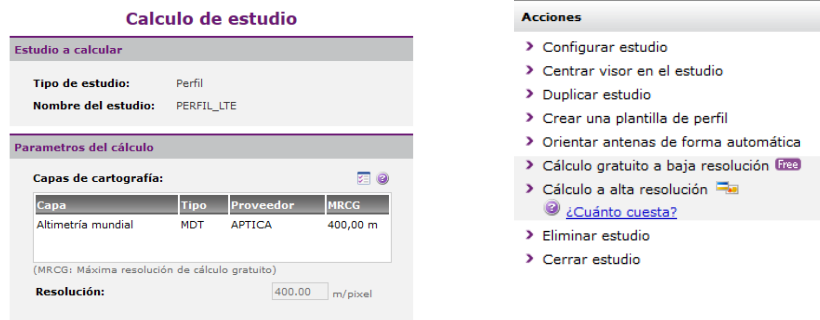 Calculo de estudio
Estudio a calcular
Tipo de estudio: Perfil
Nombre del estudio: PERFIL_LTE
Parametros del cálculo
Capas de cartografía:
Capa Tipo Proveedor MRCG
Altimetría mundial MDT APTICA 400,00 m
(MRCG: Máxima resolución de cálculo gratuito)
Resolución: 400.00 m/pixel
Acciones
Configurar estudio
Centrar visor en el estudio
Duplicar estudio
Crear una plantilla de perfil
Orientar antenas de forma automática
Cálculo gratuito a baja resolución Free
Cálculo a alta resolución
¿Cuánto cuesta?
Eliminar estudio
Cerrar estudio